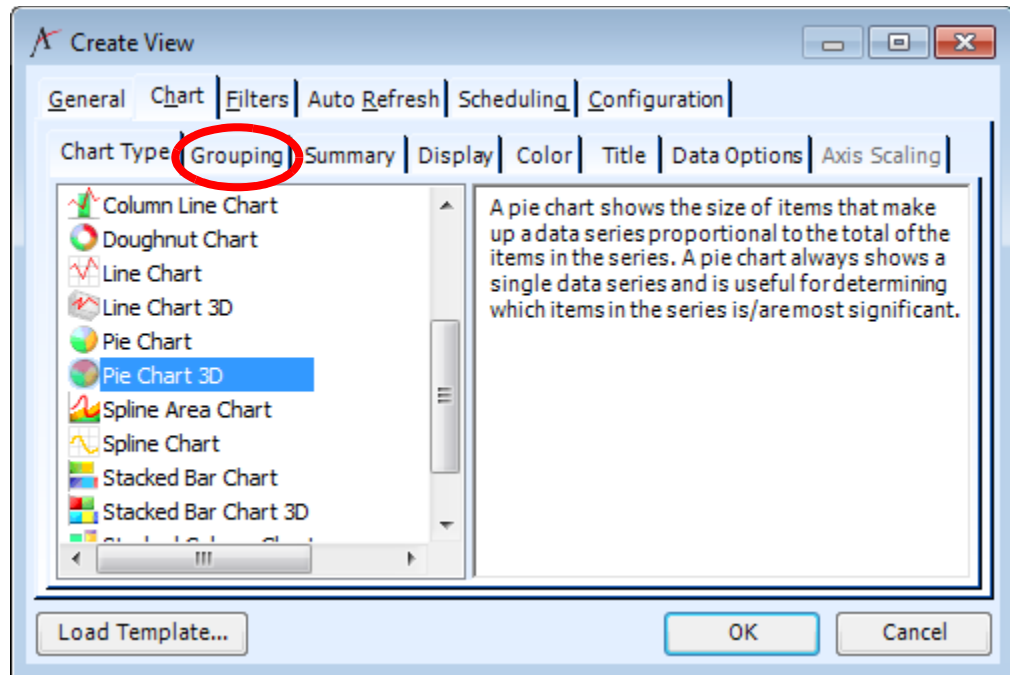 Create View
General Chart Filters Auto Refresh Scheduling Configuration
Chart Type Grouping Summary Display Color Title Data Options Axis Scaling
Column Line Chart
Doughnut Chart
Line Chart
Line Chart 3D
Pie Chart
Pie Chart 3D
Spline Area Chart
Spline Chart
Stacked Bar Chart
Stacked Bar Chart 3D
A pie chart shows the size of items that make
up a data series proportional to the total of the
items in the series. A pie chart always shows a
single data series and is useful for determining
which items in the series is/are most significant.
Load Template... OK Cancel